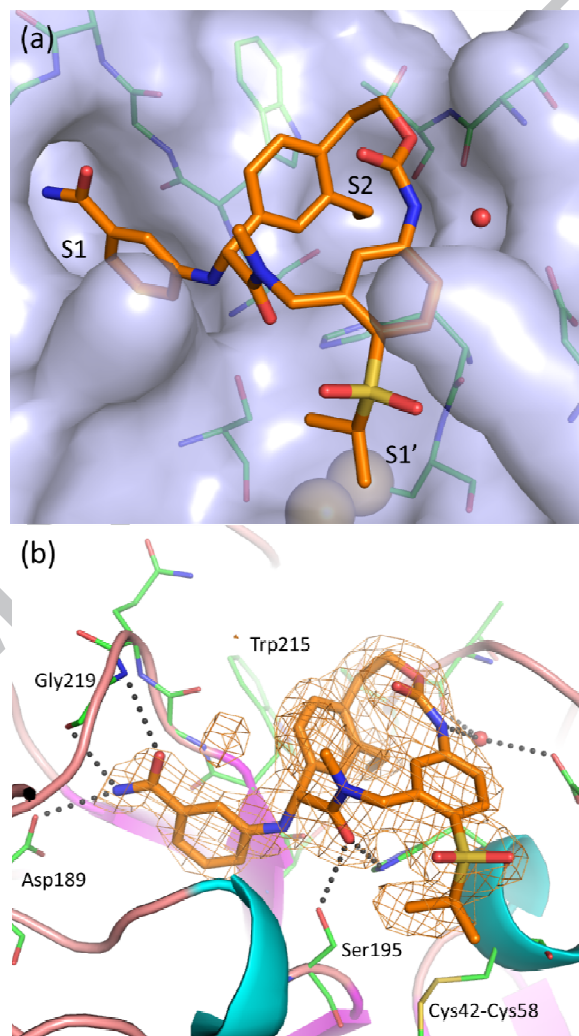 (a)
S2
S1
S1’
(b)
Trp215
Gly219
Asp189
Ser195
Cys42-Cys58